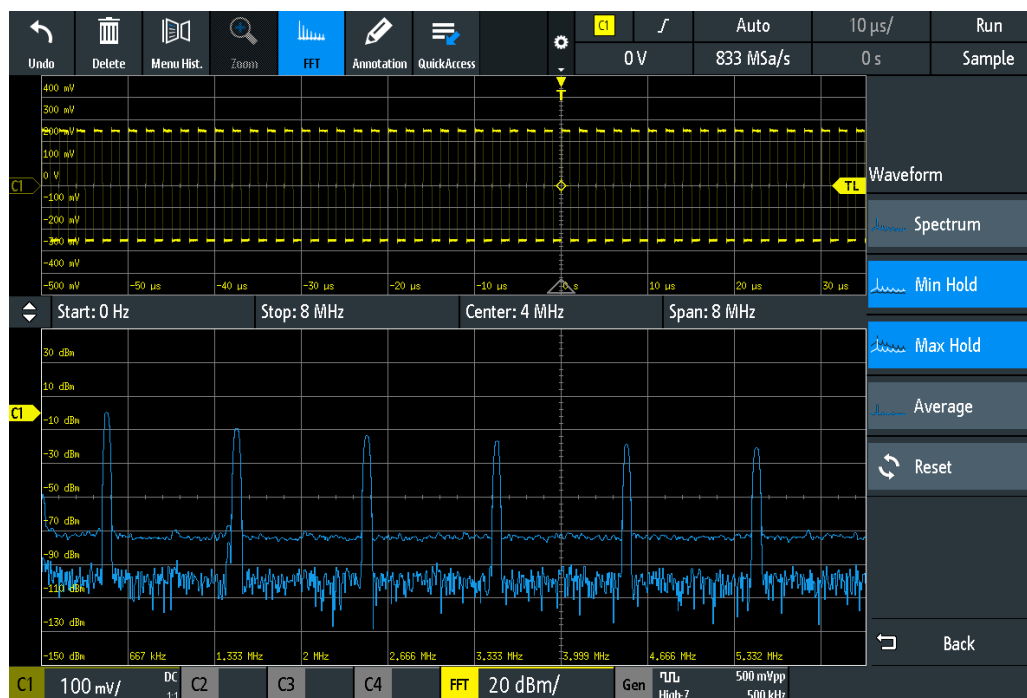 C1 Auto 10 µs/ Run
Undo Delete Menu Hist. Zoom FFT Annotation QuickAccess 0 V 833 MSa/s 0 s Sample
400 mV
T
300 mV
200 mV
100 mV
0 V
C1 TL
-100 mV
-200 mV
-300 mV
-400 mV
-500 mV -50 µs -40 µs -30 µs -20 µs -10 µs 0 s 10 µs 20 µs 30 µs
Start: 0 Hz Stop: 8 MHz Center: 4 MHz Span: 8 MHz
30 dBm
10 dBm
C1
-10 dBm
-30 dBm
-50 dBm
-70 dBm
-90 dBm
-110 dBm
-130 dBm
-150 dBm 667 kHz 1,333 MHz 2 MHz 2,666 MHz 3,333 MHz 3,999 MHz 4,666 MHz 5,332 MHz
Waveform
Spectrum
Min Hold
Max Hold
Average
Reset
Back
C1 100 mV/ DC 1:1 C2 C3 C4 FFT 20 dBm/ Gen High-Z 500 mVpp 500 kHz